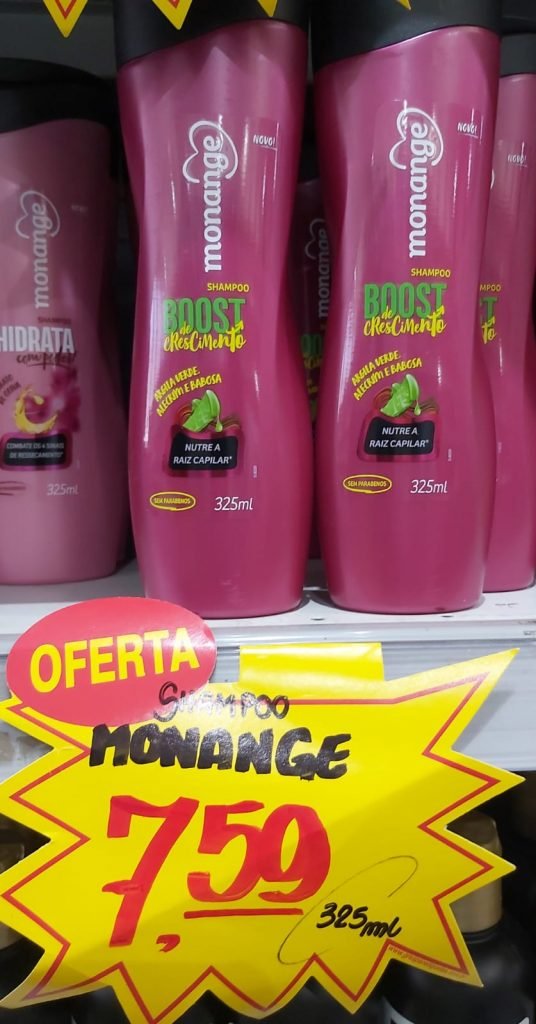 monange
SHAMPOO
HIDRATA
COMBATE OS 4 SINAIS
DE RESSECAMENTO*
325ml
NOVO!
monange
SHAMPOO
BOOST
de
CRESCIMENTO
ARGILA VERDE,
ALECRIM E BABOSA
NUTRE A
RAIZ CAPILAR*
SEM PARABENOS
325ml
NOVO!
monange
SHAMPOO
BOOST
de
CRESCIMENTO
ARGILA VERDE,
ALECRIM E BABOSA
NUTRE A
RAIZ CAPILAR*
SEM PARABENOS
325ml
NOVO!
OFERTA
SHAMPOO
MONANGE
7,59
325ml